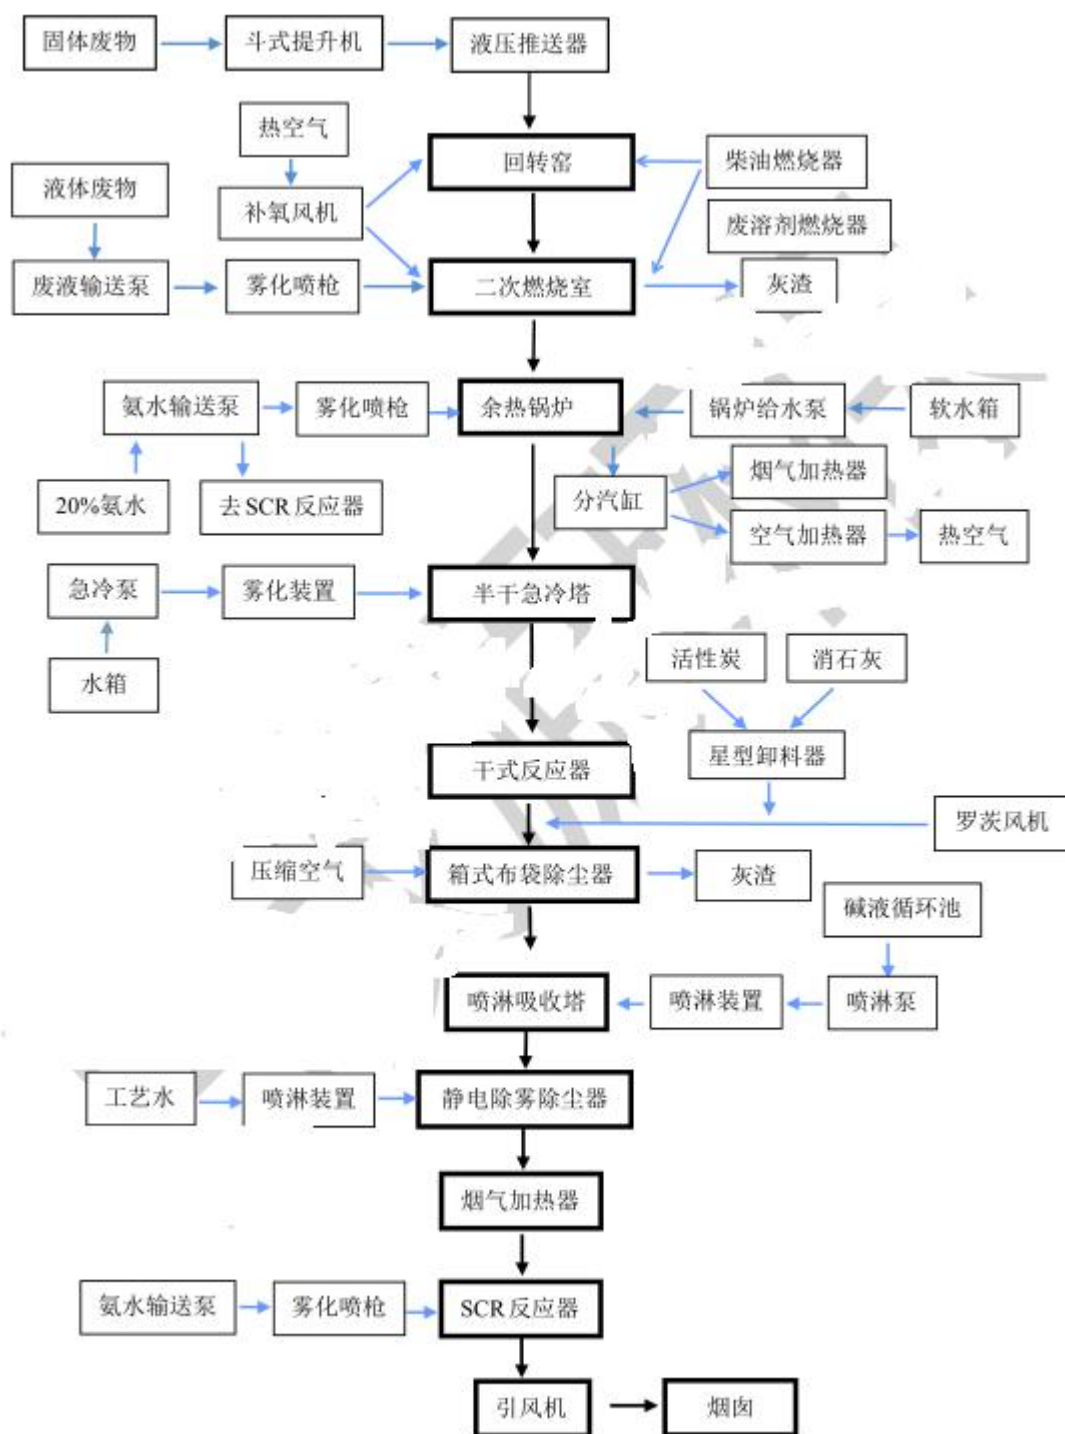 固体废物
斗式提升机
液压推送器
热空气
回转窑
柴油燃烧器
液体废物
补氧风机
废溶剂燃烧器
废液输送泵
雾化喷枪
二次燃烧室
灰渣
氨水输送泵
雾化喷枪
余热锅炉
锅炉给水泵
软水箱
20%氨水
去SCR反应器
分汽缸
烟气加热器
空气加热器
热空气
急冷泵
雾化装置
半干急冷塔
水箱
活性炭
消石灰
干式反应器
星型卸料器
罗茨风机
压缩空气
箱式布袋除尘器
灰渣
碱液循环池
喷淋吸收塔
喷淋装置
喷淋泵
工艺水
喷淋装置
静电除雾除尘器
烟气加热器
氨水输送泵
雾化喷枪
SCR反应器
引风机
烟囱